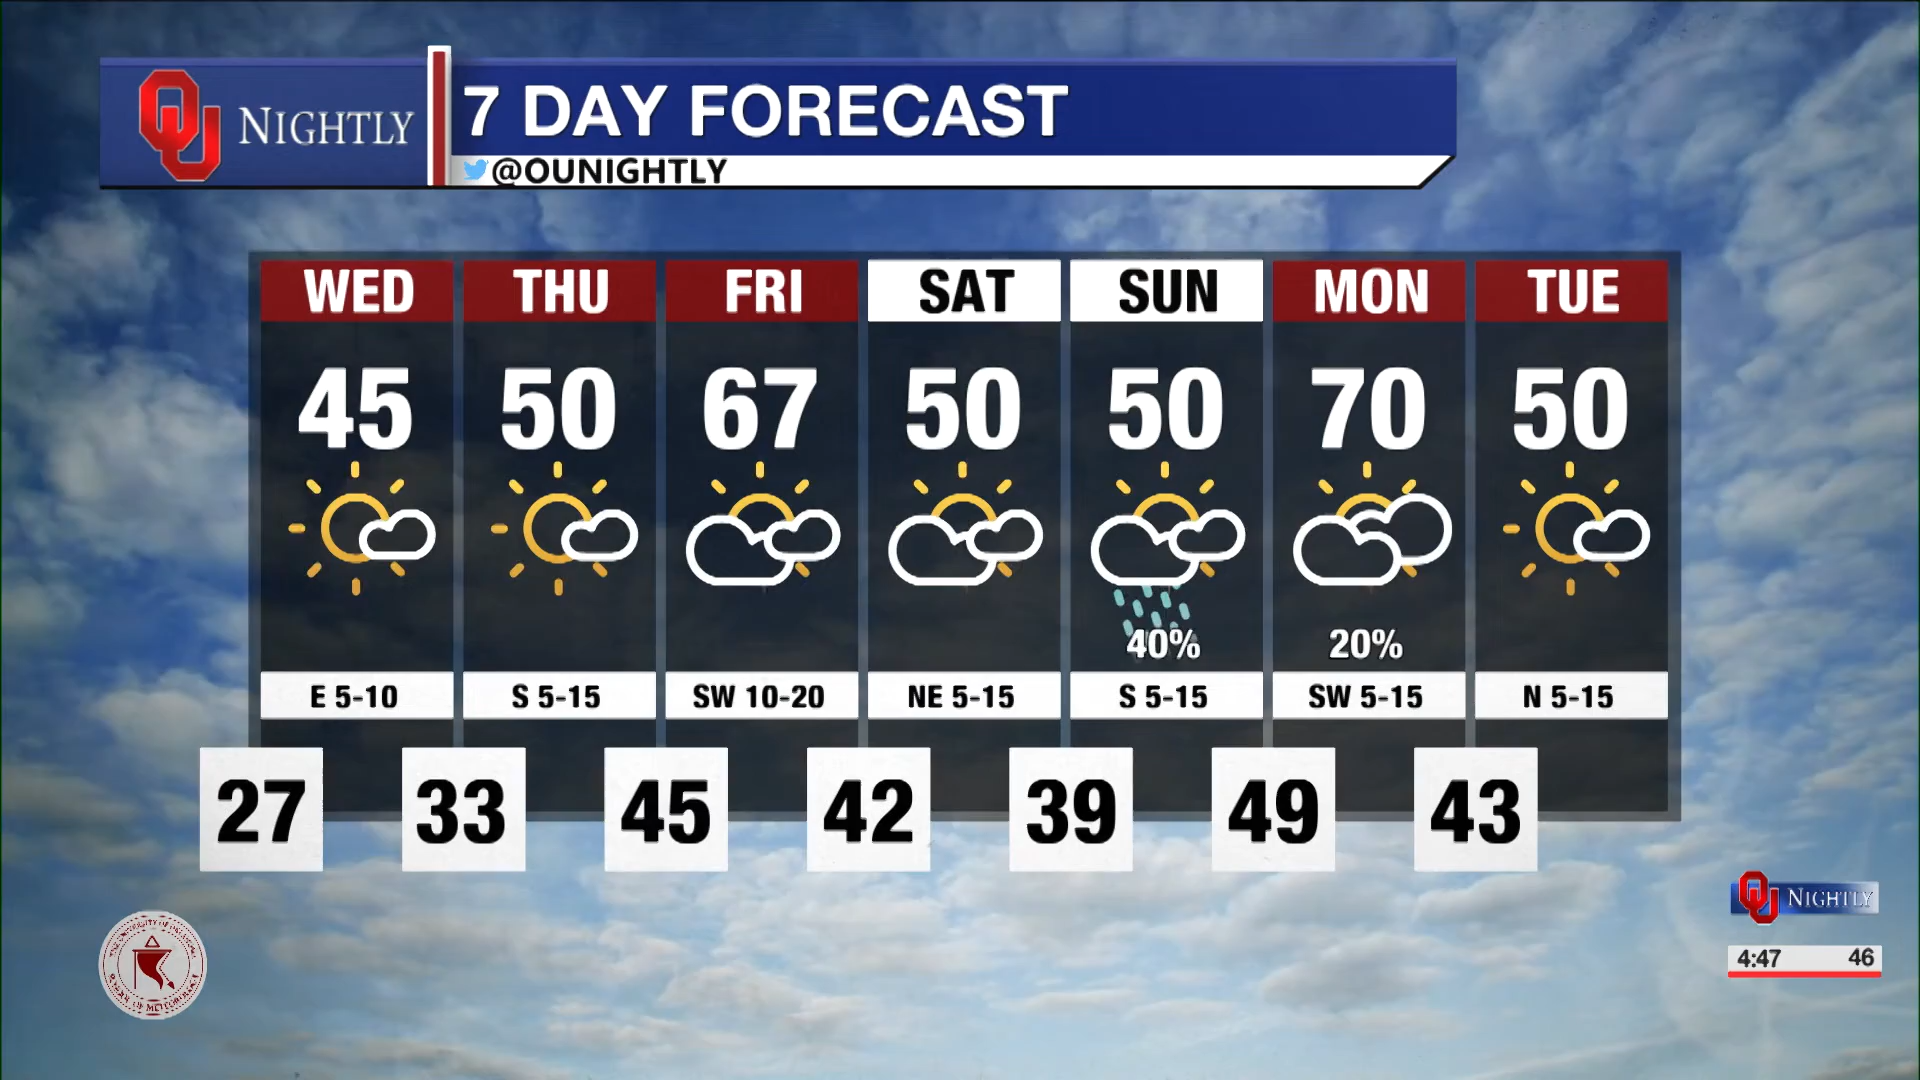 OU NIGHTLY
7 DAY FORECAST
@OUNIGHTLY
WED THU FRI SAT SUN MON TUE
45 50 67 50 50 70 50
40% 20%
E 5-10 S 5-15 SW 10-20 NE 5-15 S 5-15 SW 5-15 N 5-15
27 33 45 42 39 49 43
OU NIGHTLY
4:47 46